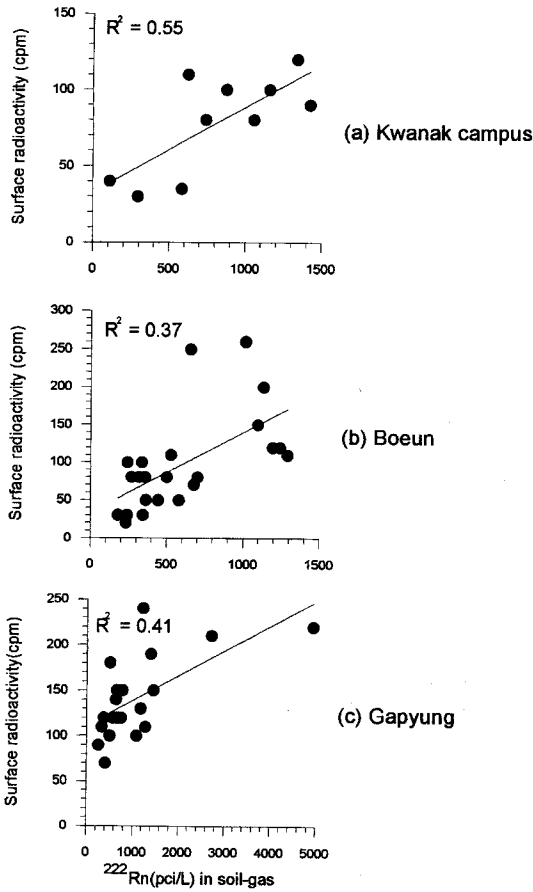 R² = 0.55
Surface radioactivity (cpm)
150
100
50
0
0 500 1000 1500
(a) Kwanak campus
R² = 0.37
Surface radioactivity (cpm)
300
250
200
150
100
50
0
0 500 1000 1500
(b) Boeun
R² = 0.41
Surface radioactivity(cpm)
250
200
150
100
50
0
0 1000 2000 3000 4000 5000
(c) Gapyung
²²²Rn(pci/L) in soil-gas